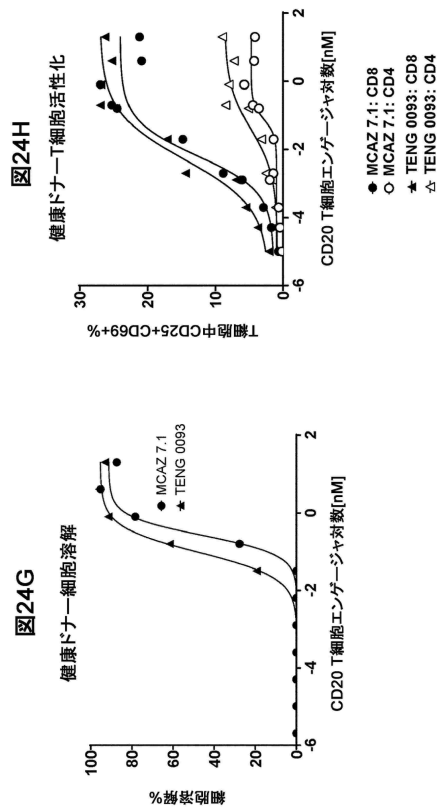 図24G
健康ドナー細胞溶解
細胞溶解%
100
80
60
40
20
0
-6
-4
-2
0
2
CD20 T細胞エンゲージャ対数[nM]
● MCAZ 7.1
▲ TENG 0093
図24H
健康ドナーT細胞活性化
T細胞中CD25+CD69+%
30
20
10
0
-6
-4
-2
0
2
CD20 T細胞エンゲージャ対数[nM]
● MCAZ 7.1: CD8
○ MCAZ 7.1: CD4
★ TENG 0093: CD8
☆ TENG 0093: CD4